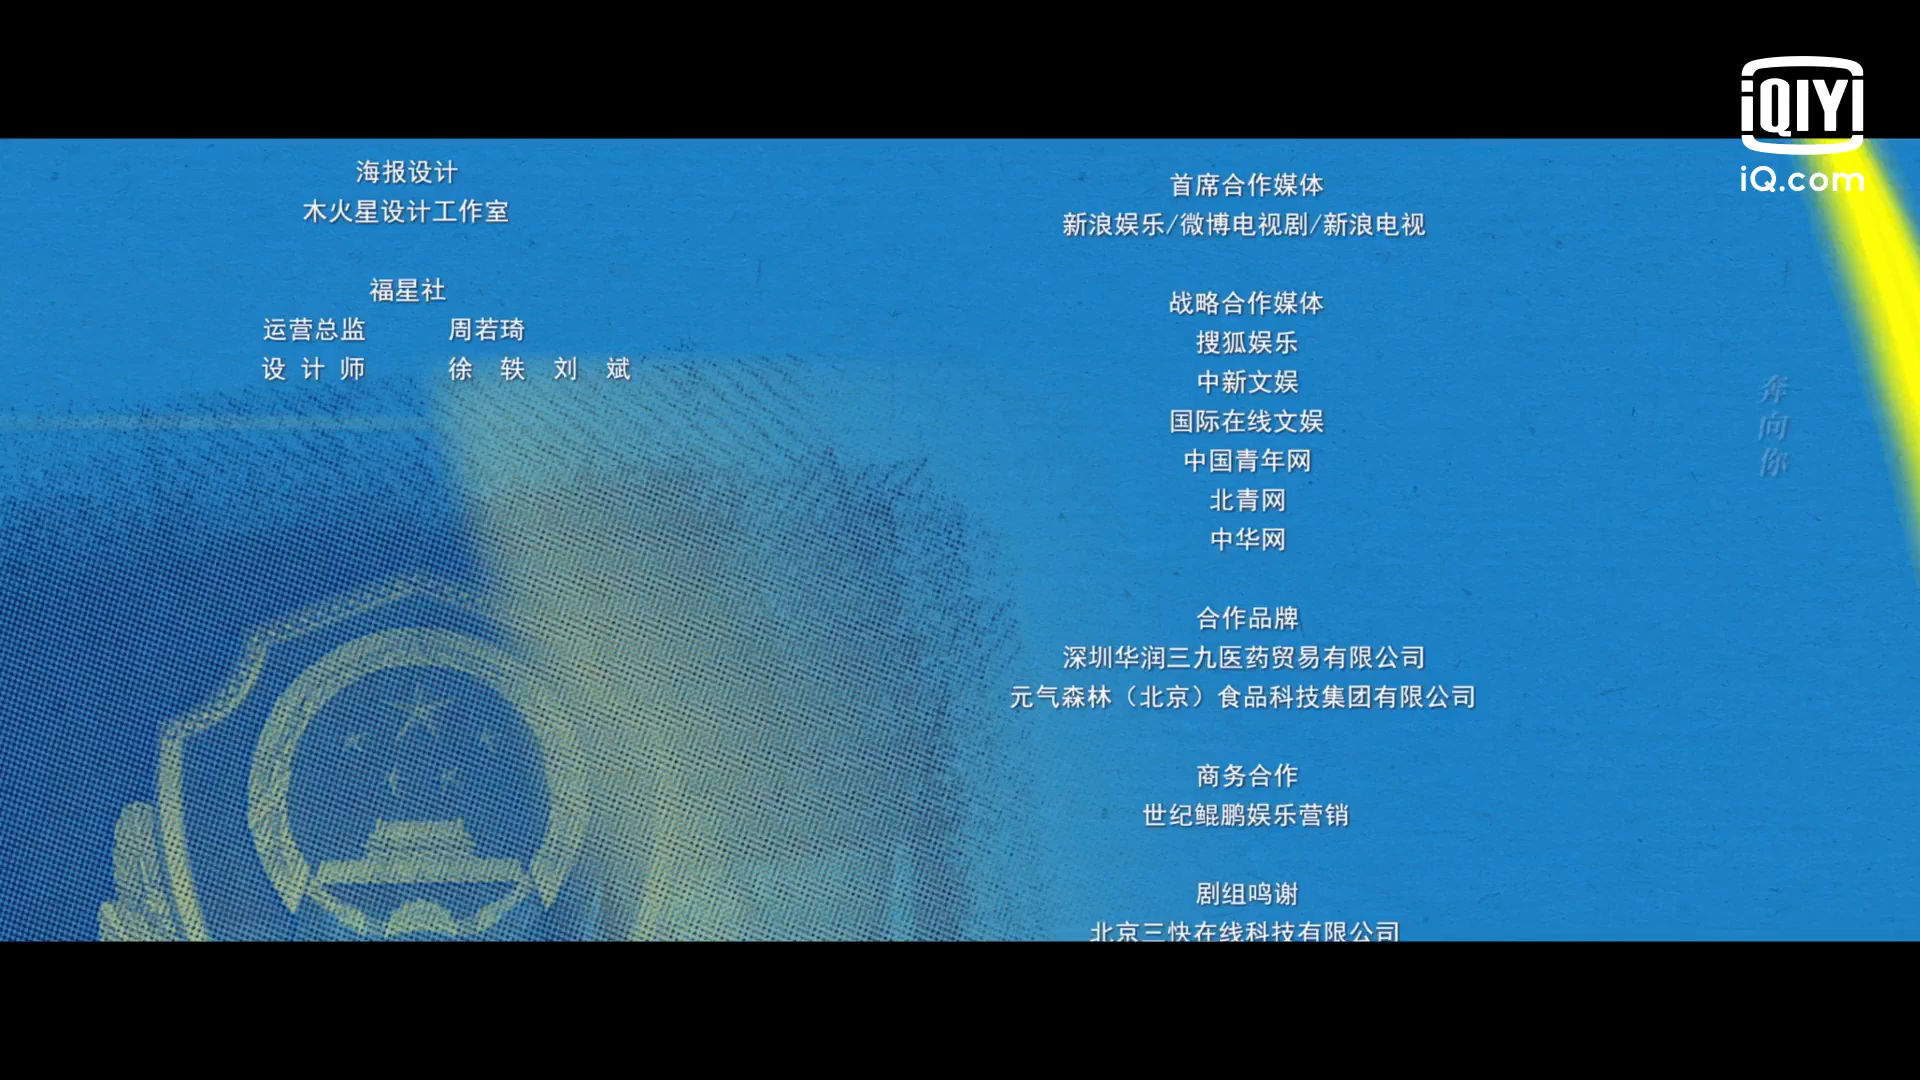 海报设计
木火星设计工作室
福星社
运营总监 周若琦
设计师 徐轶 刘斌
首席合作媒体
新浪娱乐/微博电视剧/新浪电视
战略合作媒体
搜狐娱乐
中新文娱
国际在线文娱
中国青年网
北青网
中华网
合作品牌
深圳华润三九医药贸易有限公司
元气森林（北京）食品科技集团有限公司
商务合作
世纪鲲鹏娱乐营销
剧组鸣谢
北京三快在线科技有限公司
iQIYI
iQ.com
奔向你